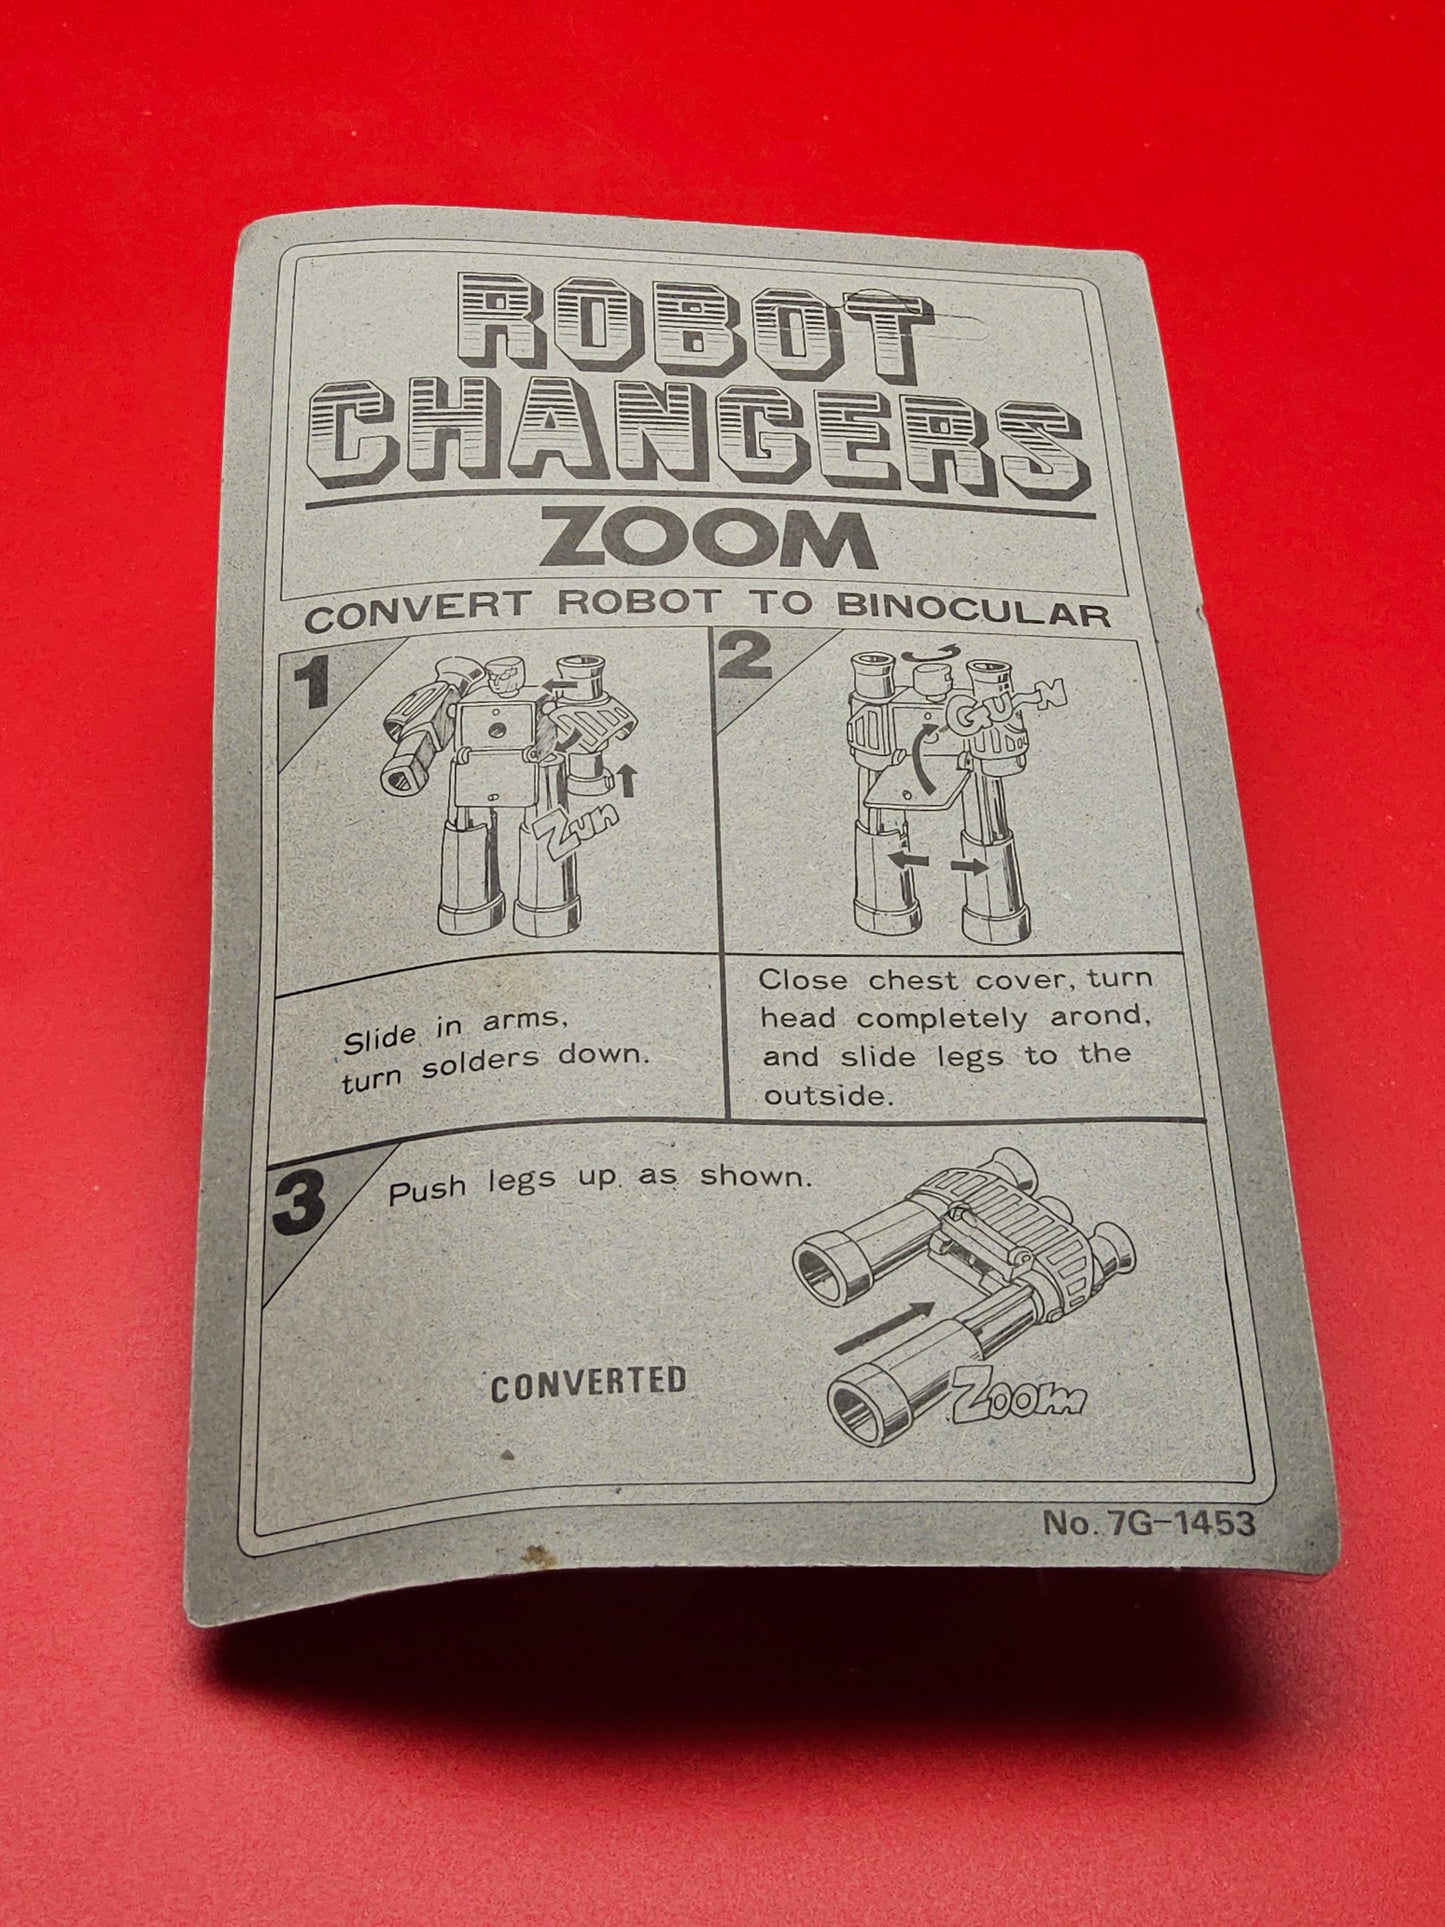 ROBOT
CHANGERS
ZOOM
CONVERT ROBOT TO BINOCULAR
1
Zun
Slide in arms,
turn solders down.
2
GU-N
Close chest cover, turn
head completely arond,
and slide legs to the
outside.
3
Push legs up as shown.
CONVERTED
Zoom
No. 7G-1453